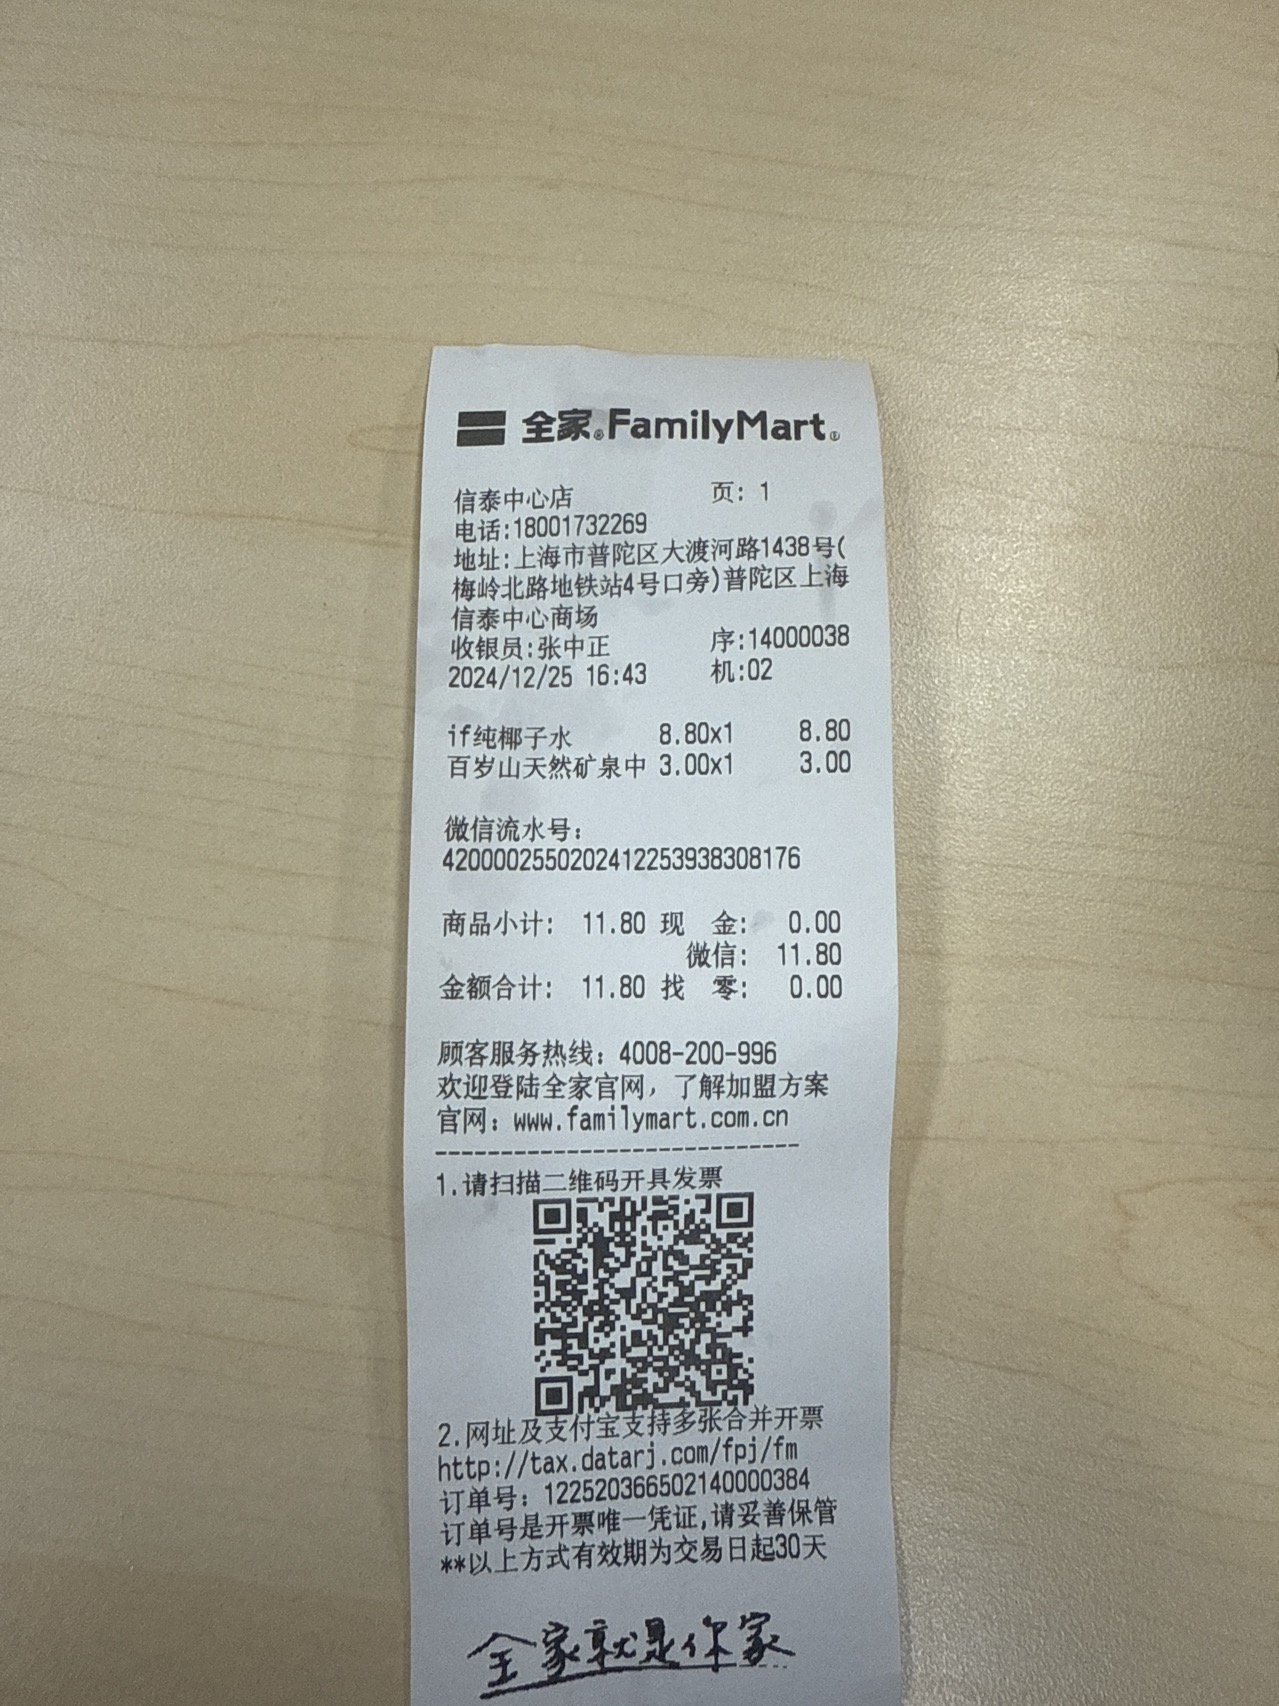 全家®FamilyMart®
信泰中心店 页: 1
电话:18001732269
地址:上海市普陀区大渡河路1438号(
梅岭北路地铁站4号口旁)普陀区上海
信泰中心商场
收银员:张中正 序:14000038
2024/12/25 16:43 机:02
if纯椰子水 8.80x1 8.80
百岁山天然矿泉中 3.00x1 3.00
微信流水号:
4200002550202412253938308176
商品小计: 11.80 现 金: 0.00
微信: 11.80
金额合计: 11.80 找 零: 0.00
顾客服务热线: 4008-200-996
欢迎登陆全家官网, 了解加盟方案
官网: www.familymart.com.cn
----------------------------
1.请扫描二维码开具发票
2.网址及支付宝支持多张合并开票
http://tax.datarj.com/fpj/fm
订单号: 122520366502140000384
订单号是开票唯一凭证,请妥善保管
**以上方式有效期为交易日起30天
全家就是你家